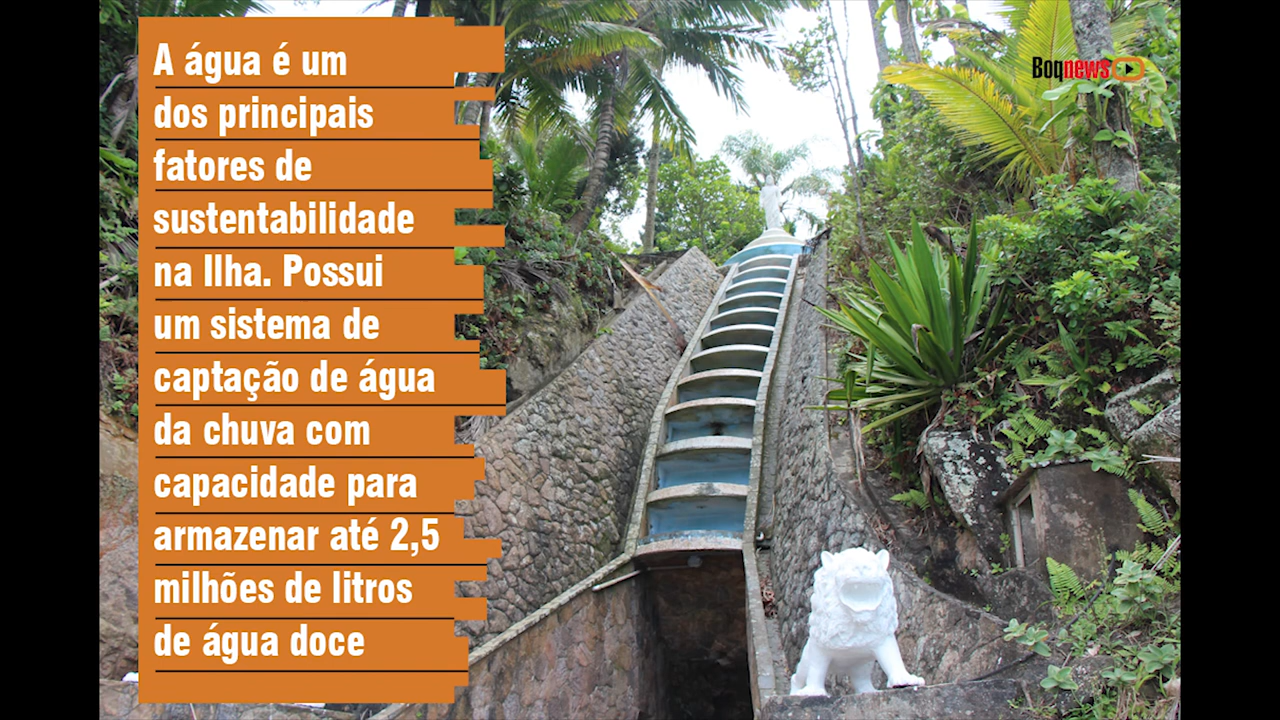 A água é um
dos principais
fatores de
sustentabilidade
na Ilha. Possui
um sistema de
captação de água
da chuva com
capacidade para
armazenar até 2,5
milhões de litros
de água doce
Boqnews